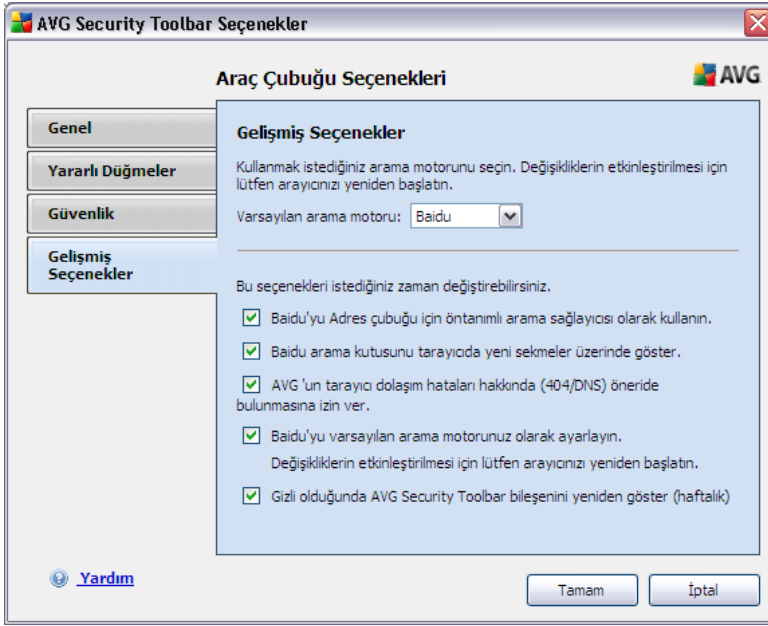 AVG Security Toolbar Seçenekler
Araç Çubuğu Seçenekleri
AVG
Genel
Yararlı Düğmeler
Güvenlik
Gelişmiş
Seçenekler
Gelişmiş Seçenekler
Kullanmak istediğiniz arama motorunu seçin. Değişikliklerin etkinleştirilmesi için
lütfen arayıcınızı yeniden başlatın.
Varsayılan arama motoru: Baidu
Bu seçenekleri istediğiniz zaman değiştirebilirsiniz.
Baidu'yu Adres çubuğu için öntanımlı arama sağlayıcısı olarak kullanın.
Baidu arama kutusunu tarayıcıda yeni sekmeler üzerinde göster.
AVG 'un tarayıcı dolaşım hataları hakkında (404/DNS) öneride
bulunmasına izin ver.
Baidu'yu varsayılan arama motorunuz olarak ayarlayın.
Değişikliklerin etkinleştirilmesi için lütfen arayıcınızı yeniden başlatın.
Gizli olduğunda AVG Security Toolbar bileşenini yeniden göster (haftalık)
Yardım
Tamam
İptal